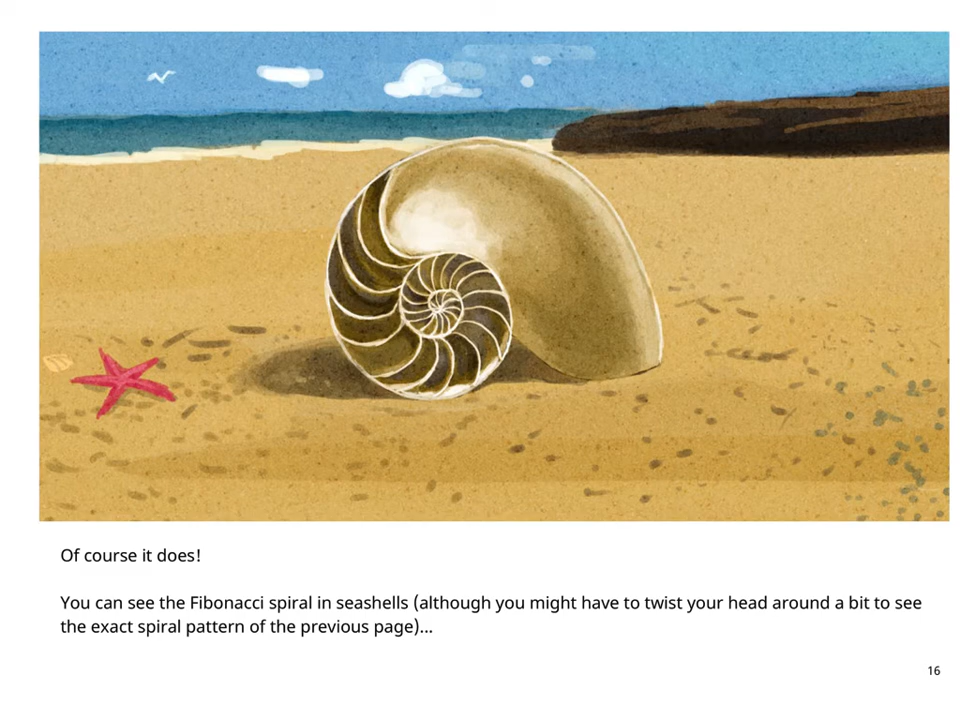 Of course it does!
You can see the Fibonacci spiral in seashells (although you might have to twist your head around a bit to see
the exact spiral pattern of the previous page)...
16